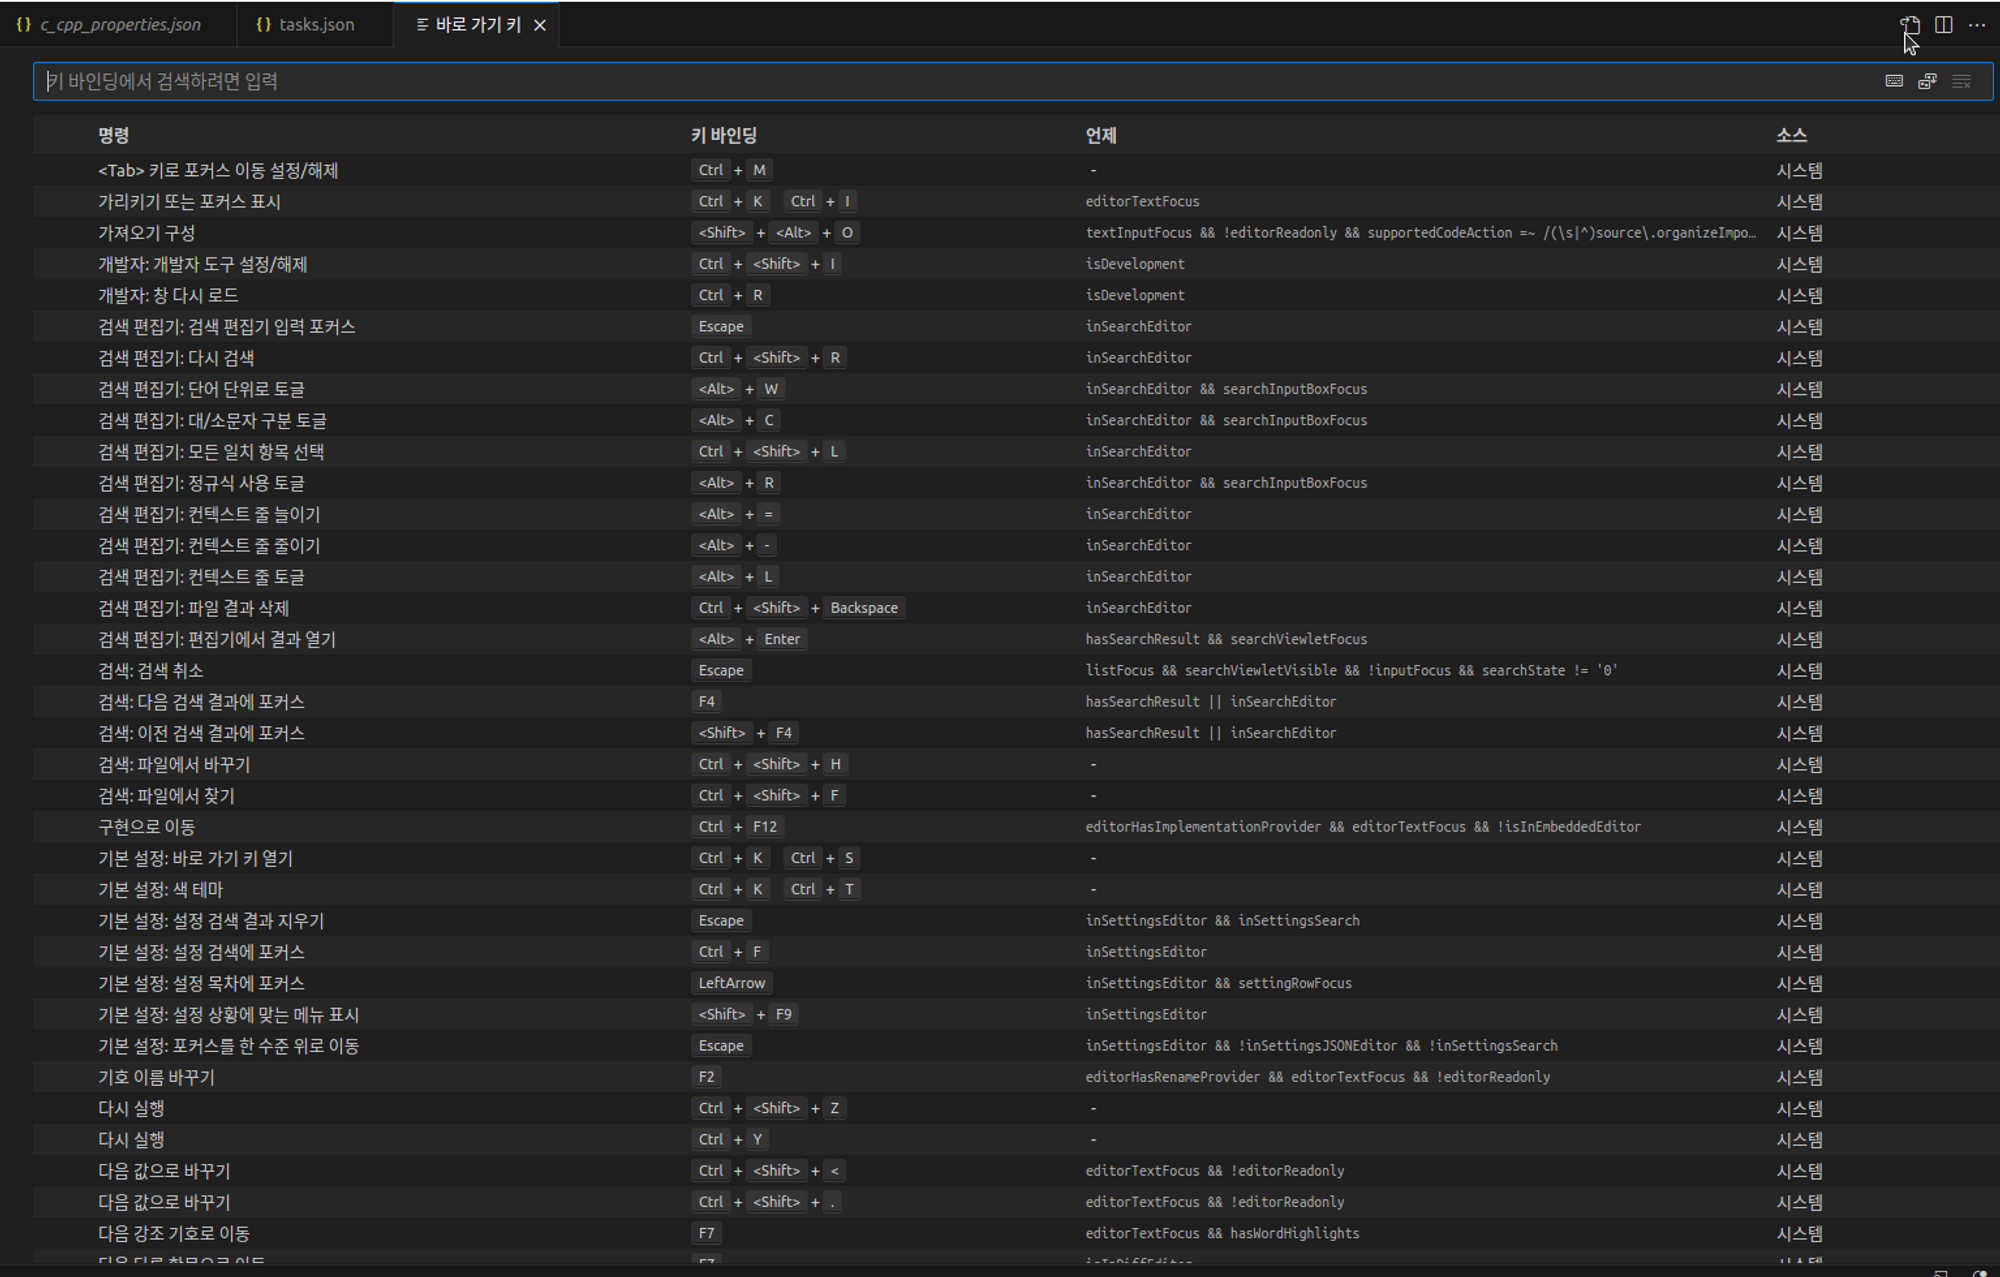 {} c_cpp_properties.json {} tasks.json 바로 가기 키 ×
키 바인딩에서 검색하려면 입력
명령 키 바인딩 언제 소스
<Tab> 키로 포커스 이동 설정/해제 Ctrl + M - 시스템
가리키기 또는 포커스 표시 Ctrl + K Ctrl + I editorTextFocus 시스템
가져오기 구성 <Shift> + <Alt> + O textInputFocus && !editorReadonly && supportedCodeAction =~ /(\s|^)source\.organizeImpo… 시스템
개발자: 개발자 도구 설정/해제 Ctrl + <Shift> + I isDevelopment 시스템
개발자: 창 다시 로드 Ctrl + R isDevelopment 시스템
검색 편집기: 검색 편집기 입력 포커스 Escape inSearchEditor 시스템
검색 편집기: 다시 검색 Ctrl + <Shift> + R inSearchEditor 시스템
검색 편집기: 단어 단위로 토글 <Alt> + W inSearchEditor && searchInputBoxFocus 시스템
검색 편집기: 대/소문자 구분 토글 <Alt> + C inSearchEditor && searchInputBoxFocus 시스템
검색 편집기: 모든 일치 항목 선택 Ctrl + <Shift> + L inSearchEditor 시스템
검색 편집기: 정규식 사용 토글 <Alt> + R inSearchEditor && searchInputBoxFocus 시스템
검색 편집기: 컨텍스트 줄 늘이기 <Alt> + = inSearchEditor 시스템
검색 편집기: 컨텍스트 줄 줄이기 <Alt> + - inSearchEditor 시스템
검색 편집기: 컨텍스트 줄 토글 <Alt> + L inSearchEditor 시스템
검색 편집기: 파일 결과 삭제 Ctrl + <Shift> + Backspace inSearchEditor 시스템
검색 편집기: 편집기에서 결과 열기 <Alt> + Enter hasSearchResult && searchViewletFocus 시스템
검색: 검색 취소 Escape listFocus && searchViewletVisible && !inputFocus && searchState != '0' 시스템
검색: 다음 검색 결과에 포커스 F4 hasSearchResult || inSearchEditor 시스템
검색: 이전 검색 결과에 포커스 <Shift> + F4 hasSearchResult || inSearchEditor 시스템
검색: 파일에서 바꾸기 Ctrl + <Shift> + H - 시스템
검색: 파일에서 찾기 Ctrl + <Shift> + F - 시스템
구현으로 이동 Ctrl + F12 editorHasImplementationProvider && editorTextFocus && !isInEmbeddedEditor 시스템
기본 설정: 바로 가기 키 열기 Ctrl + K Ctrl + S - 시스템
기본 설정: 색 테마 Ctrl + K Ctrl + T - 시스템
기본 설정: 설정 검색 결과 지우기 Escape inSettingsEditor && inSettingsSearch 시스템
기본 설정: 설정 검색에 포커스 Ctrl + F inSettingsEditor 시스템
기본 설정: 설정 목차에 포커스 LeftArrow inSettingsEditor && settingRowFocus 시스템
기본 설정: 설정 상황에 맞는 메뉴 표시 <Shift> + F9 inSettingsEditor 시스템
기본 설정: 포커스를 한 수준 위로 이동 Escape inSettingsEditor && !inSettingsJSONEditor && !inSettingsSearch 시스템
기호 이름 바꾸기 F2 editorHasRenameProvider && editorTextFocus && !editorReadonly 시스템
다시 실행 Ctrl + <Shift> + Z - 시스템
다시 실행 Ctrl + Y - 시스템
다음 값으로 바꾸기 Ctrl + <Shift> + < editorTextFocus && !editorReadonly 시스템
다음 값으로 바꾸기 Ctrl + <Shift> + . editorTextFocus && !editorReadonly 시스템
다음 강조 기호로 이동 F7 editorTextFocus && hasWordHighlights 시스템